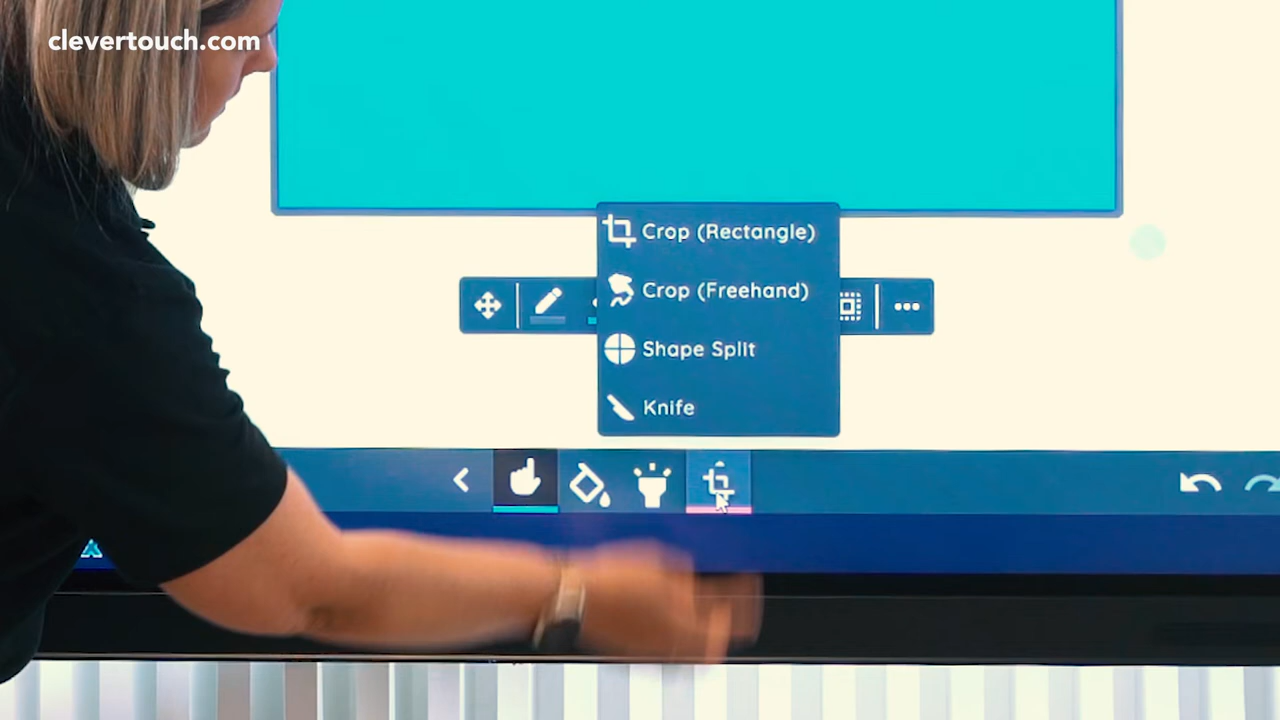 clevertouch.com
Crop (Rectangle)
Crop (Freehand)
Shape Split
Knife